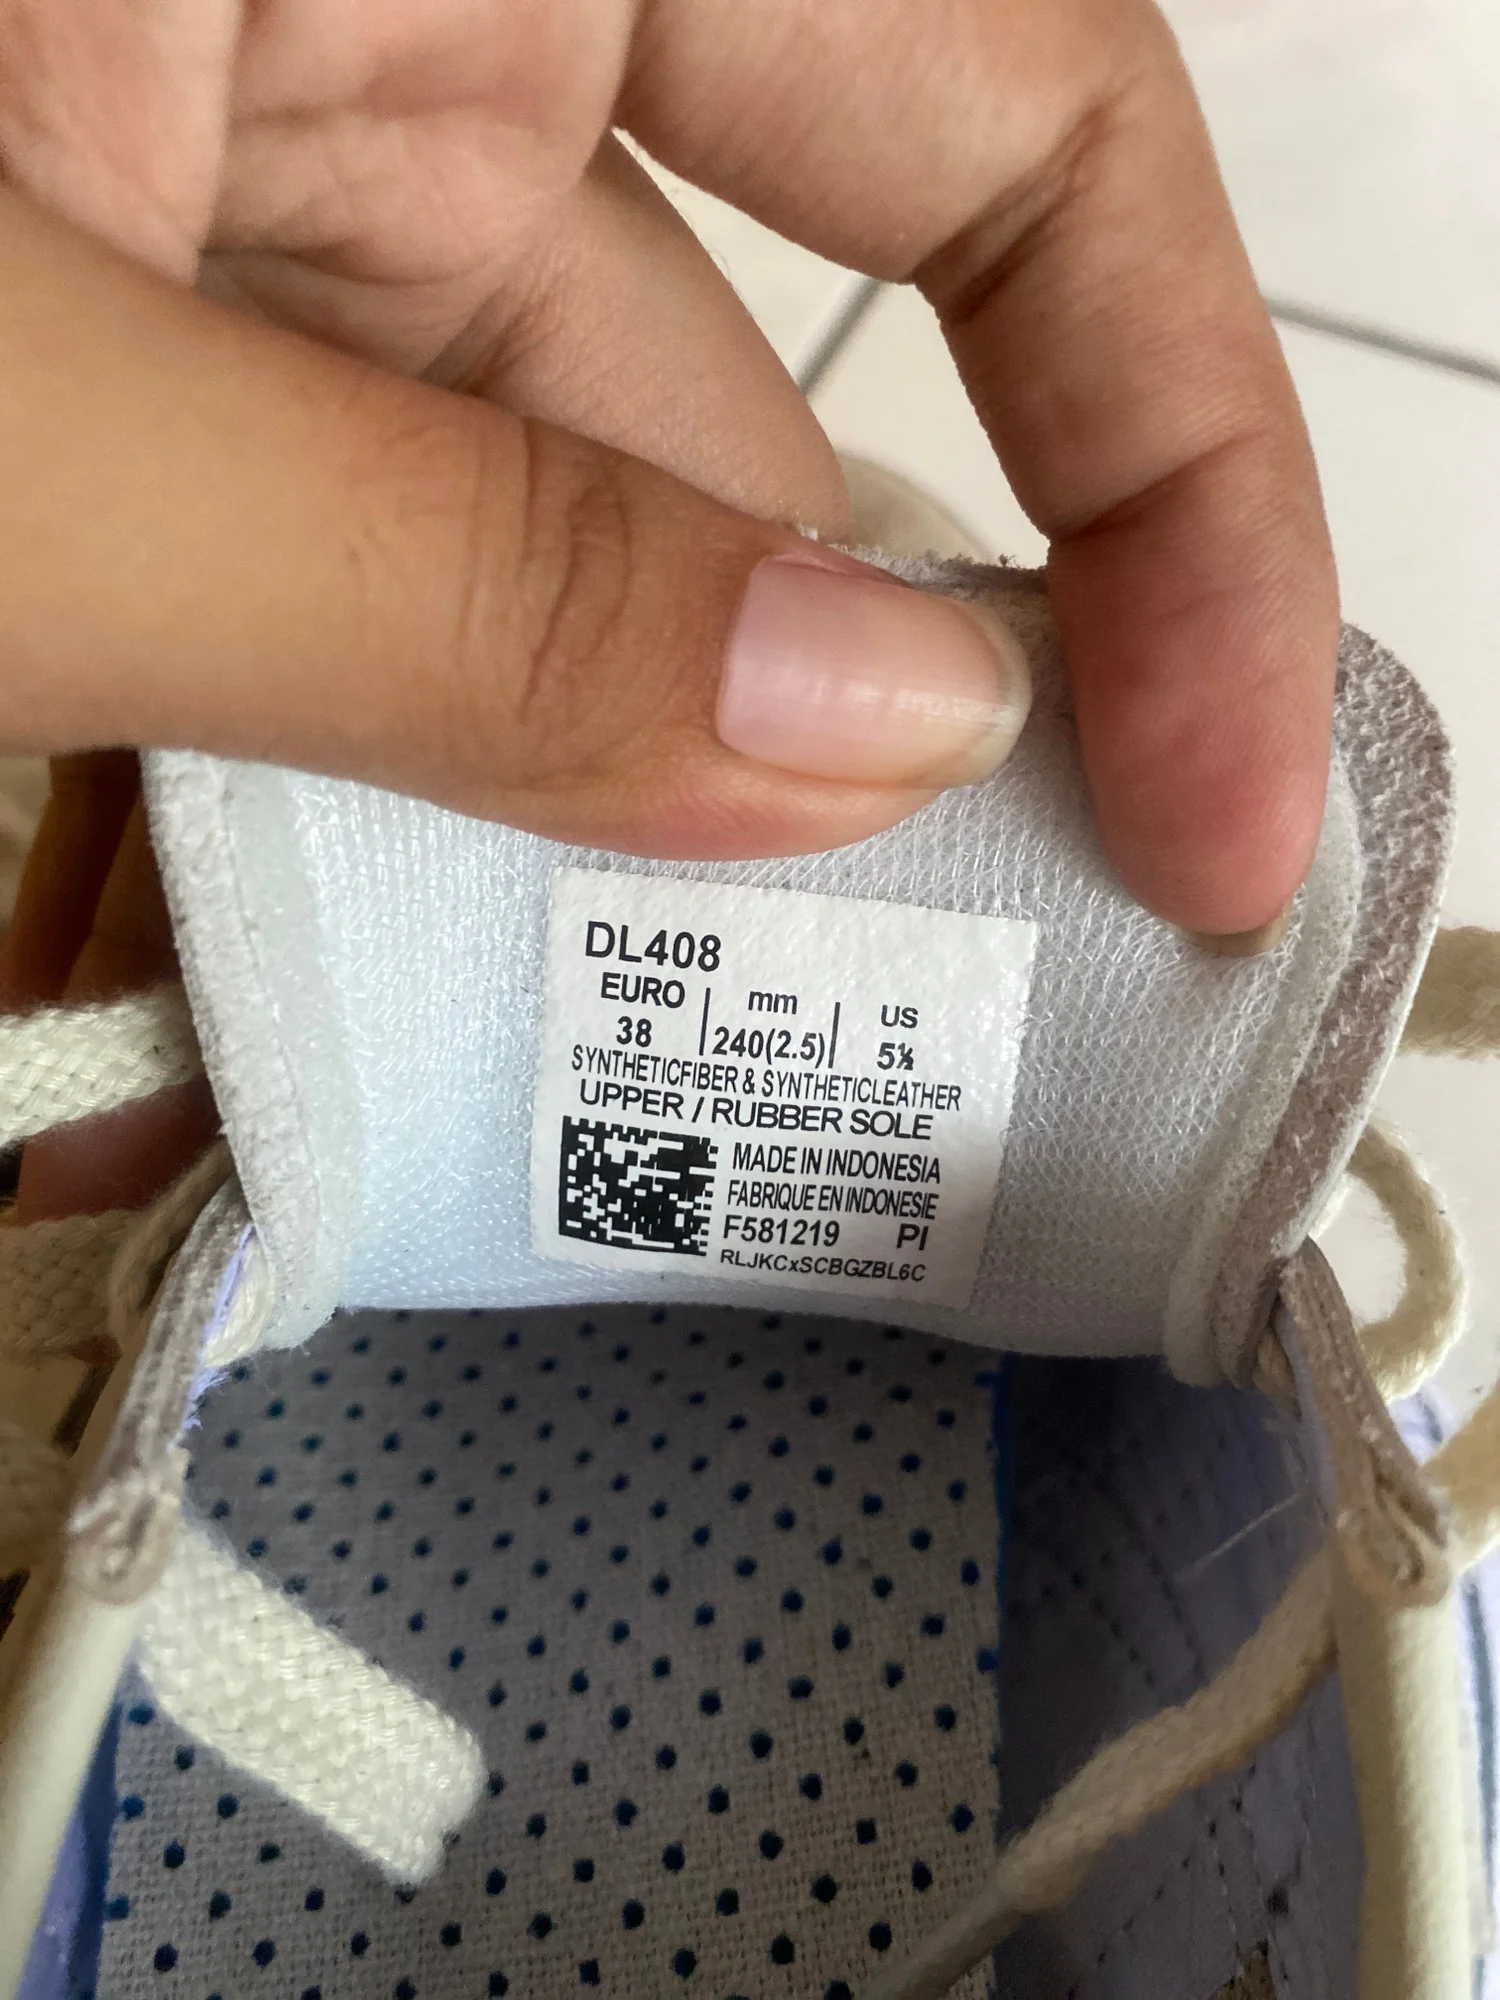 DL408
EURO | mm | US
38 | 240(2.5) | 5½
SYNTHETICFIBER & SYNTHETICLEATHER
UPPER / RUBBER SOLE
MADE IN INDONESIA
FABRIQUE EN INDONESIE
F581219 PI
RLJKCxSCBGZBL6C